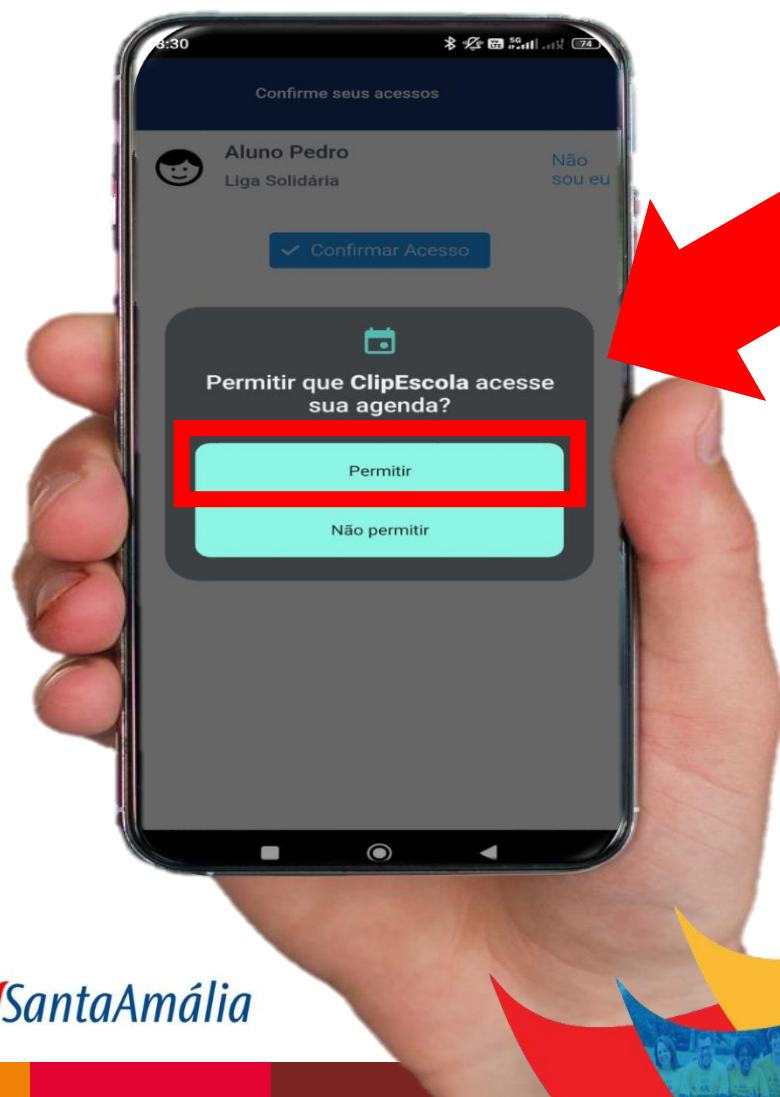 8:30
5G
74
Confirme seus acessos
Aluno Pedro
Liga Solidária
Não
sou eu
Confirmar Acesso
Permitir que ClipEscola acesse
sua agenda?
Permitir
Não permitir
SantaAmália